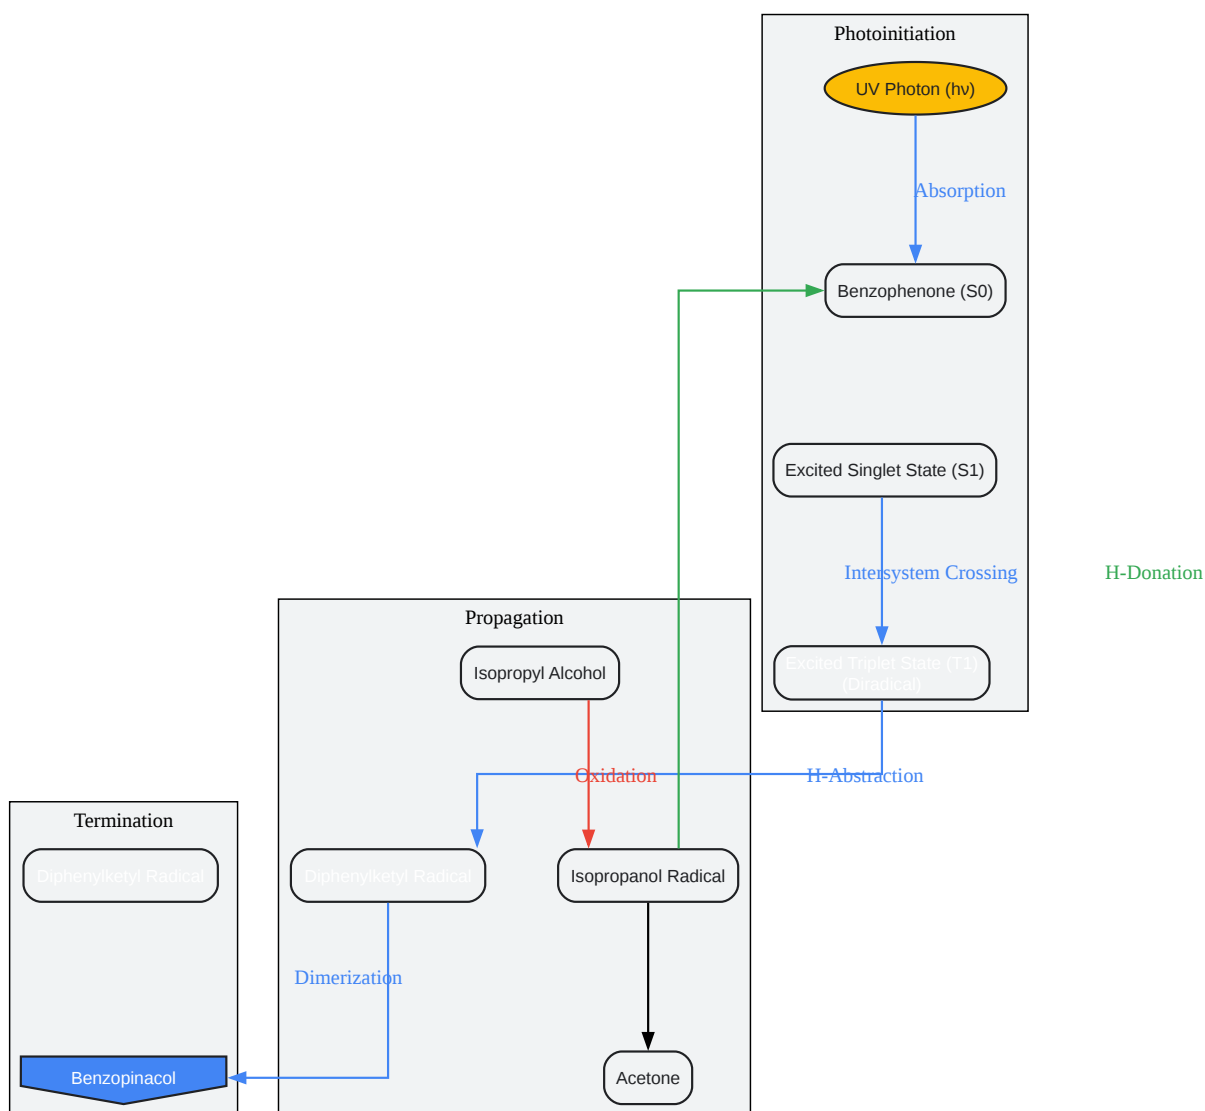 Photoinitiation
UV Photon (hν)
Absorption
Benzophenone (S0)
Excited Singlet State (S1)
Intersystem Crossing
H-Donation
Excited Triplet State (T1)
(Diradical)
Propagation
Isopropyl Alcohol
Oxidation
H-Abstraction
Diphenylketyl Radical
Isopropanol Radical
Acetone
Termination
Diphenylketyl Radical
Dimerization
Benzopinacol